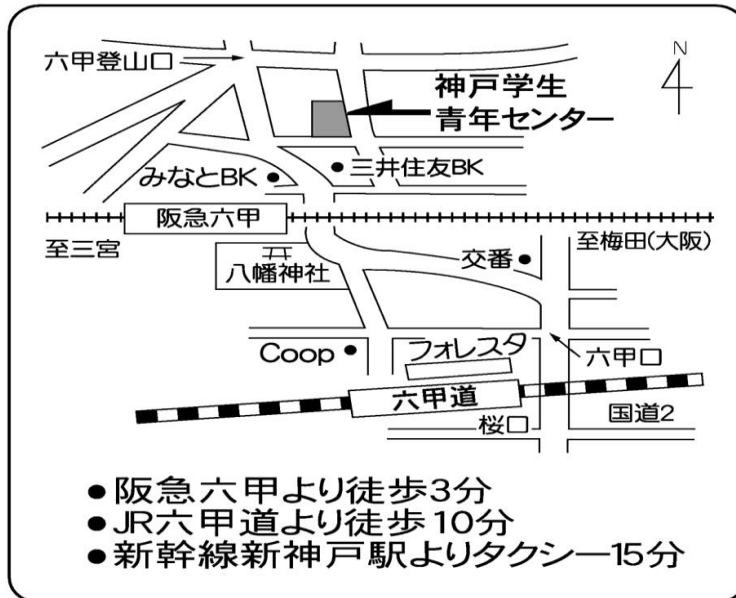 N
六甲登山口
神戸学生
青年センター
三井住友BK
みなとBK
阪急六甲
至三宮
至梅田(大阪)
交番
八幡神社
Coop
フォレスタ
六甲口
六甲道
桜口
国道2
●阪急六甲より徒歩3分
●JR六甲道より徒歩10分
●新幹線新神戸駅よりタクシー15分